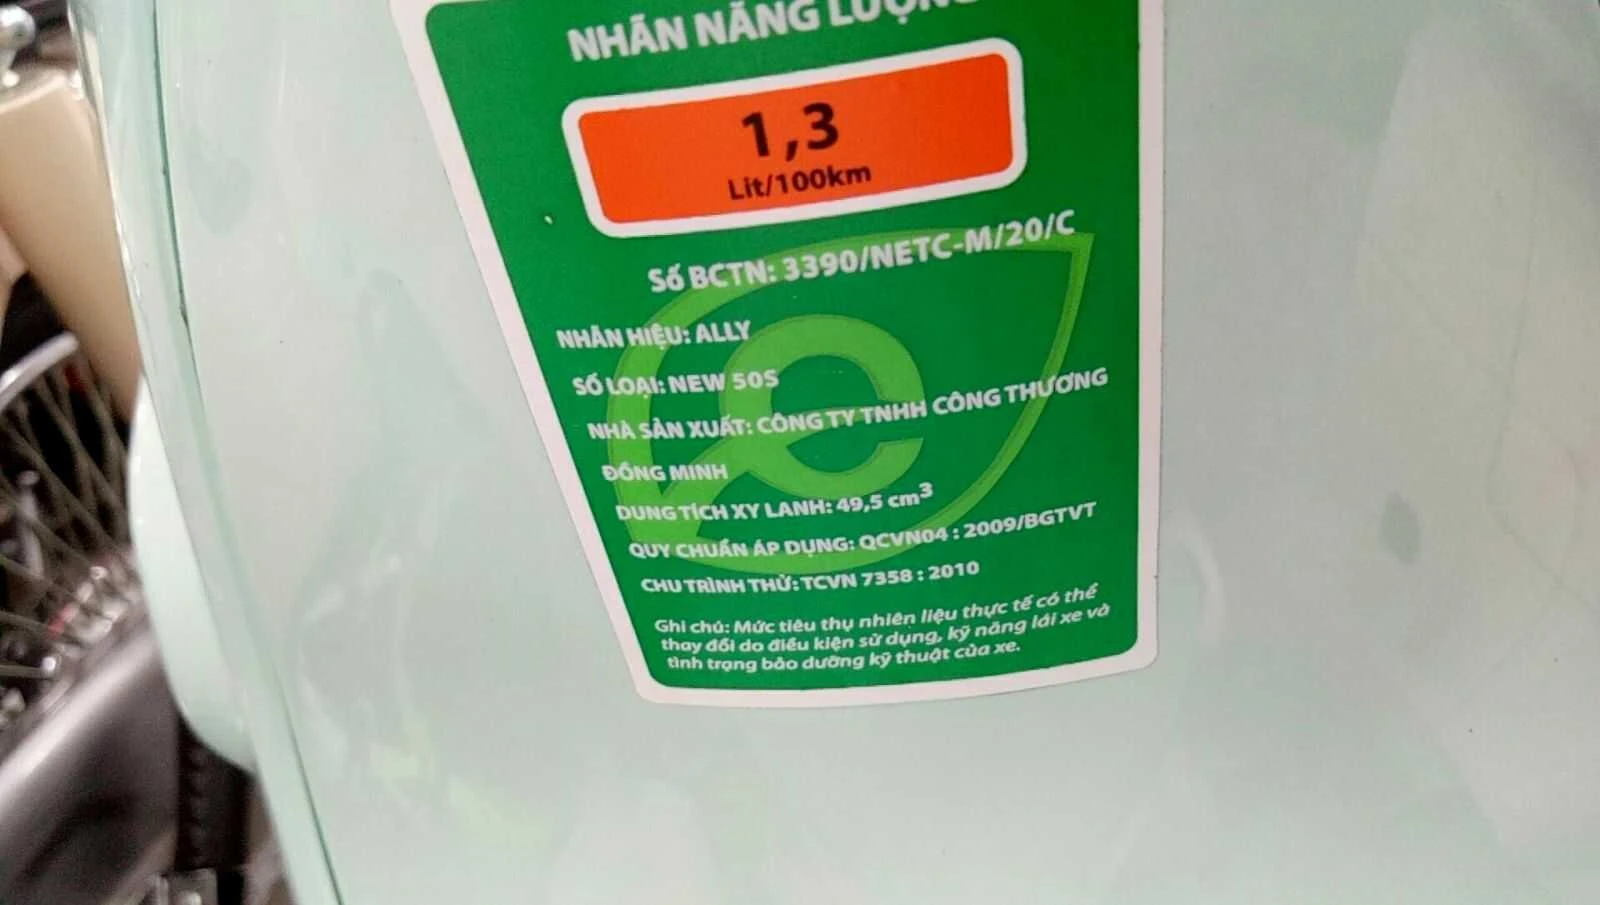 NHÃN NĂNG LƯỢNG
1,3
Lit/100km
Số BCTN: 3390/NETC-M/20/C
NHÃN HIỆU: ALLY
SỐ LOẠI: NEW 50S
NHÀ SẢN XUẤT: CÔNG TY TNHH CÔNG THƯƠNG
ĐỒNG MINH
DUNG TÍCH XY LANH: 49,5 cm³
QUY CHUẨN ÁP DỤNG: QCVN04 : 2009/BGTVT
CHU TRÌNH THỬ: TCVN 7358 : 2010
Ghi chú: Mức tiêu thụ nhiên liệu thực tế có thể
thay đổi do điều kiện sử dụng, kỹ năng lái xe và
tình trạng bảo dưỡng kỹ thuật của xe.